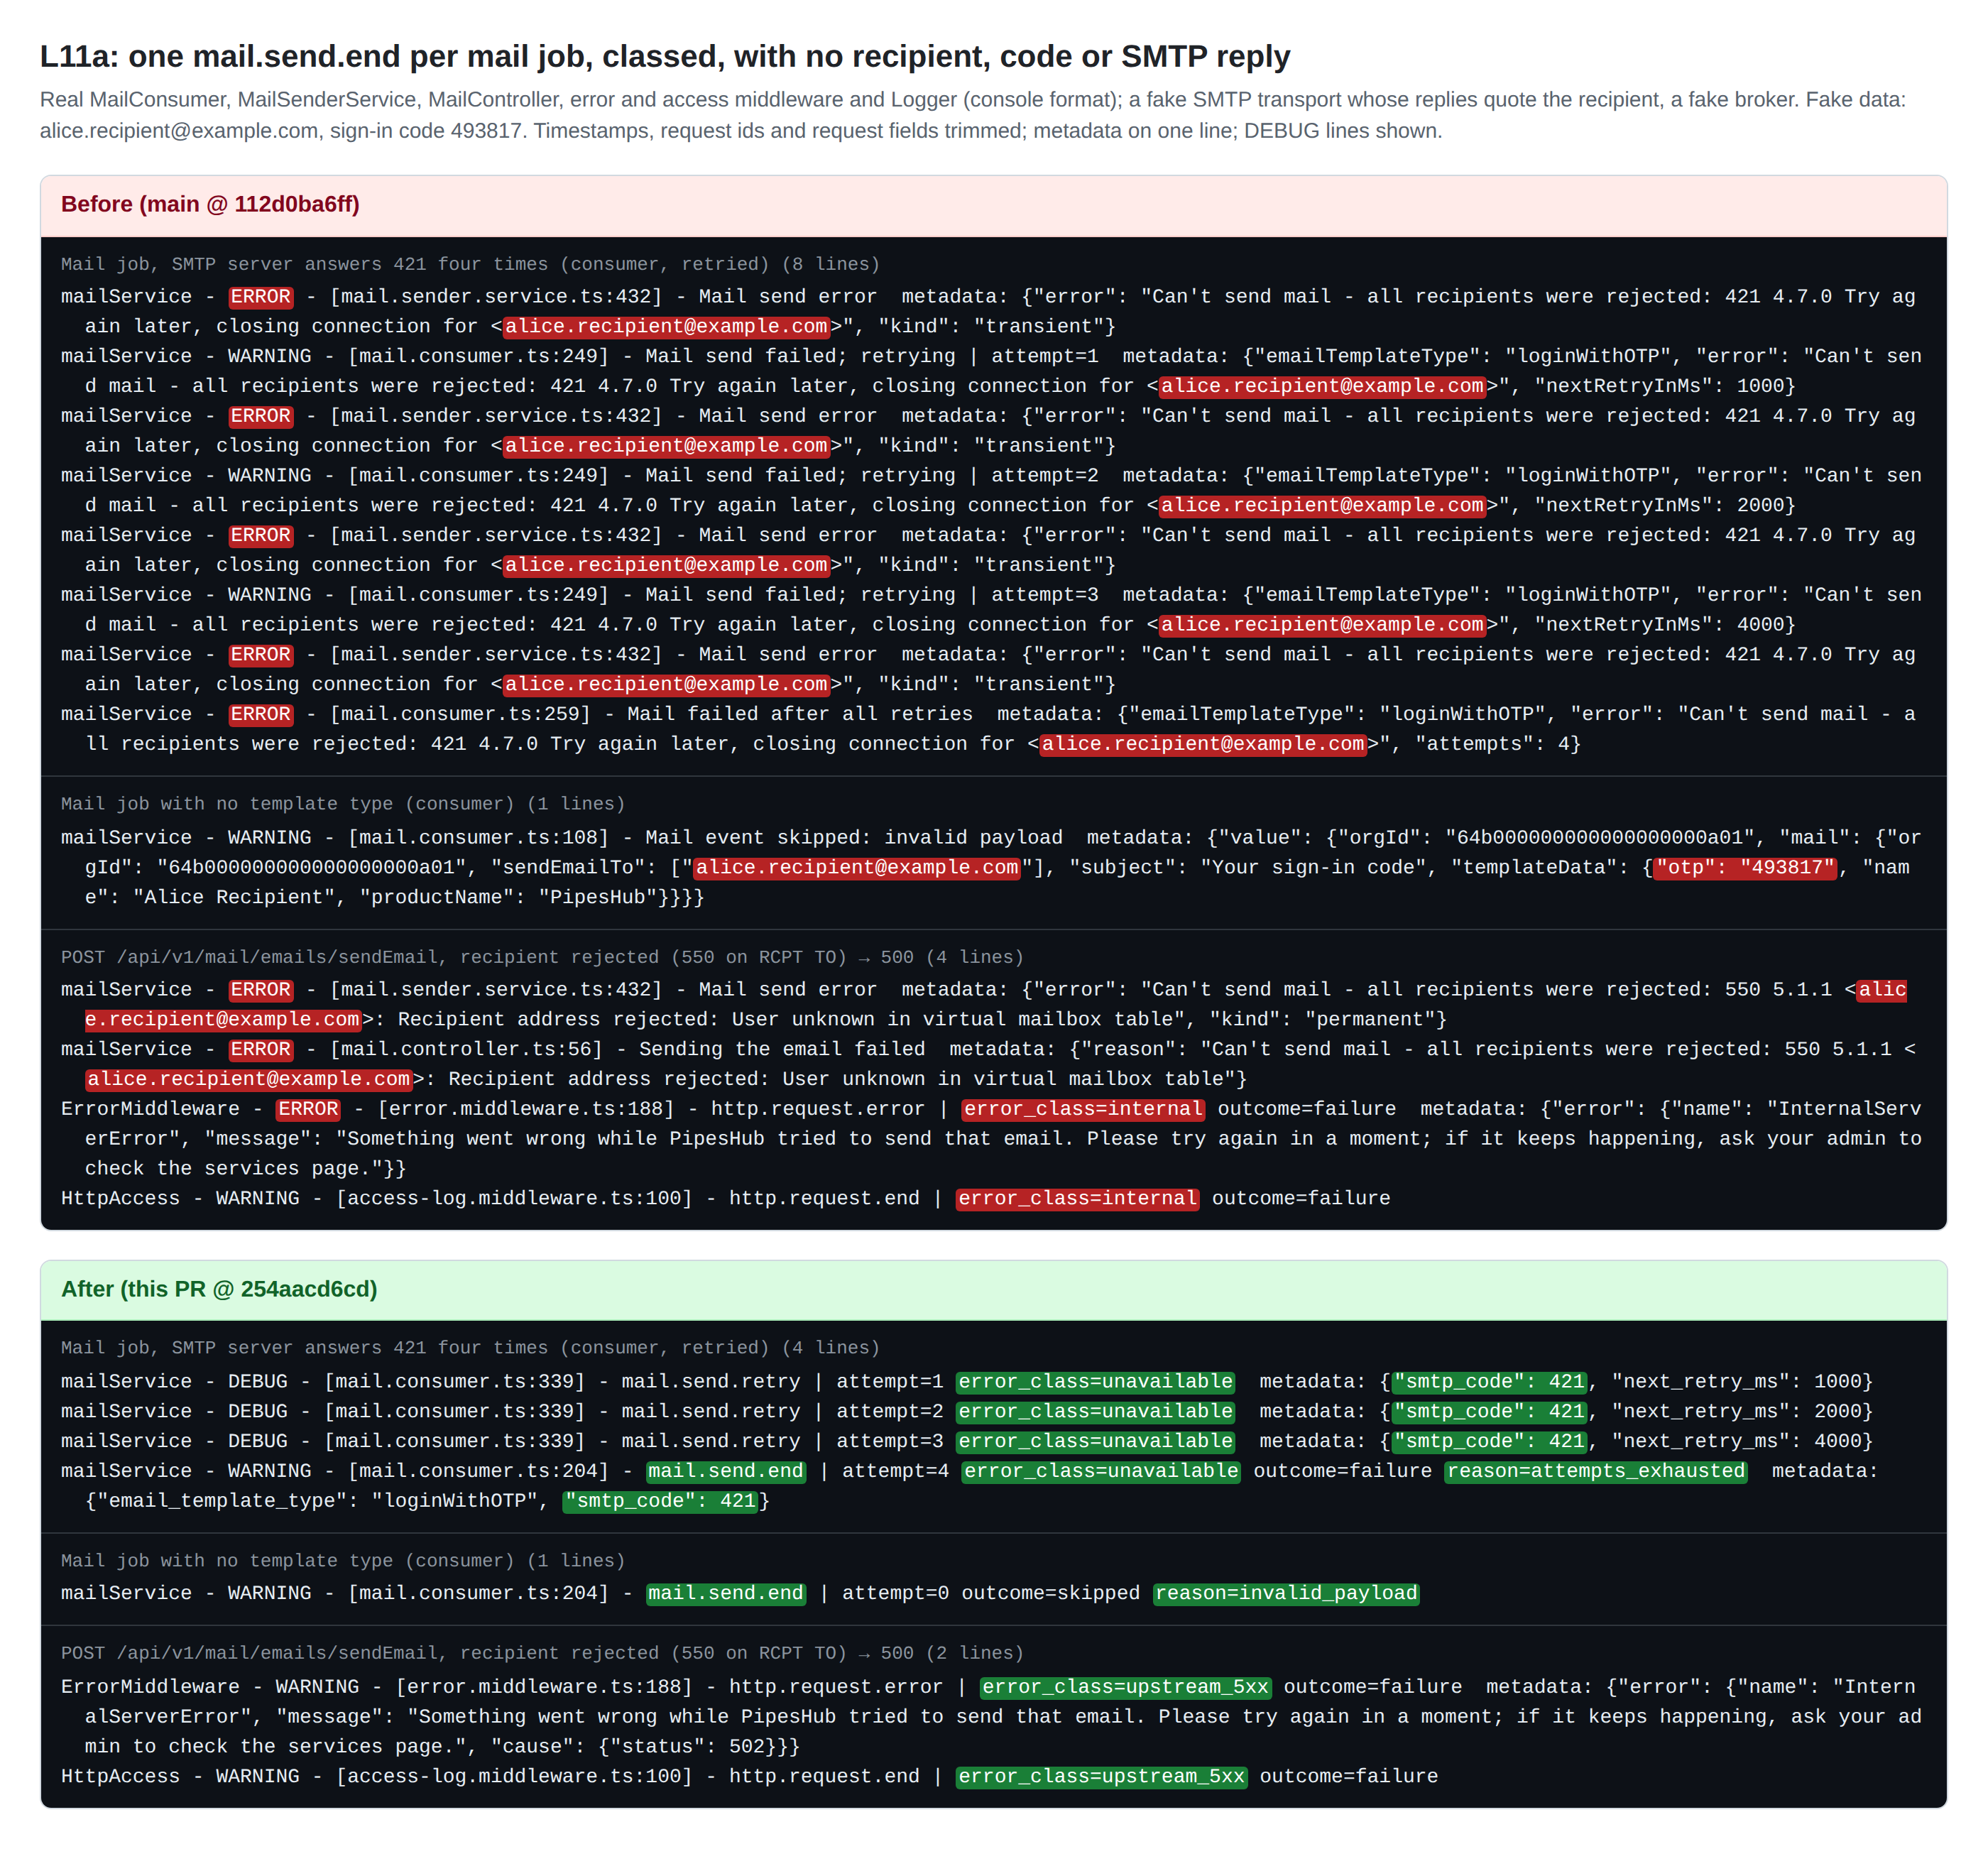 L11a: one mail.send.end per mail job, classed, with no recipient, code or SMTP reply
Real MailConsumer, MailSenderService, MailController, error and access middleware and Logger (console format); a fake SMTP transport whose replies quote the recipient, a fake broker. Fake data:
alice.recipient@example.com, sign-in code 493817. Timestamps, request ids and request fields trimmed; metadata on one line; DEBUG lines shown.
Before (main @ 112d0ba6ff)
Mail job, SMTP server answers 421 four times (consumer, retried) (8 lines)
mailService - ERROR - [mail.sender.service.ts:432] - Mail send error  metadata: {"error": "Can't send mail - all recipients were rejected: 421 4.7.0 Try ag
ain later, closing connection for <alice.recipient@example.com>", "kind": "transient"}
mailService - WARNING - [mail.consumer.ts:249] - Mail send failed; retrying | attempt=1  metadata: {"emailTemplateType": "loginWithOTP", "error": "Can't sen
d mail - all recipients were rejected: 421 4.7.0 Try again later, closing connection for <alice.recipient@example.com>", "nextRetryInMs": 1000}
mailService - ERROR - [mail.sender.service.ts:432] - Mail send error  metadata: {"error": "Can't send mail - all recipients were rejected: 421 4.7.0 Try ag
ain later, closing connection for <alice.recipient@example.com>", "kind": "transient"}
mailService - WARNING - [mail.consumer.ts:249] - Mail send failed; retrying | attempt=2  metadata: {"emailTemplateType": "loginWithOTP", "error": "Can't sen
d mail - all recipients were rejected: 421 4.7.0 Try again later, closing connection for <alice.recipient@example.com>", "nextRetryInMs": 2000}
mailService - ERROR - [mail.sender.service.ts:432] - Mail send error  metadata: {"error": "Can't send mail - all recipients were rejected: 421 4.7.0 Try ag
ain later, closing connection for <alice.recipient@example.com>", "kind": "transient"}
mailService - WARNING - [mail.consumer.ts:249] - Mail send failed; retrying | attempt=3  metadata: {"emailTemplateType": "loginWithOTP", "error": "Can't sen
d mail - all recipients were rejected: 421 4.7.0 Try again later, closing connection for <alice.recipient@example.com>", "nextRetryInMs": 4000}
mailService - ERROR - [mail.sender.service.ts:432] - Mail send error  metadata: {"error": "Can't send mail - all recipients were rejected: 421 4.7.0 Try ag
ain later, closing connection for <alice.recipient@example.com>", "kind": "transient"}
mailService - ERROR - [mail.consumer.ts:259] - Mail failed after all retries  metadata: {"emailTemplateType": "loginWithOTP", "error": "Can't send mail - a
ll recipients were rejected: 421 4.7.0 Try again later, closing connection for <alice.recipient@example.com>", "attempts": 4}
Mail job with no template type (consumer) (1 lines)
mailService - WARNING - [mail.consumer.ts:108] - Mail event skipped: invalid payload  metadata: {"value": {"orgId": "64b000000000000000000a01", "mail": {"or
gId": "64b000000000000000000a01", "sendEmailTo": ["alice.recipient@example.com"], "subject": "Your sign-in code", "templateData": {"otp": "493817", "nam
e": "Alice Recipient", "productName": "PipesHub"}}}}
POST /api/v1/mail/emails/sendEmail, recipient rejected (550 on RCPT TO) → 500 (4 lines)
mailService - ERROR - [mail.sender.service.ts:432] - Mail send error  metadata: {"error": "Can't send mail - all recipients were rejected: 550 5.1.1 <alic
e.recipient@example.com>: Recipient address rejected: User unknown in virtual mailbox table", "kind": "permanent"}
mailService - ERROR - [mail.controller.ts:56] - Sending the email failed  metadata: {"reason": "Can't send mail - all recipients were rejected: 550 5.1.1 <
alice.recipient@example.com>: Recipient address rejected: User unknown in virtual mailbox table"}
ErrorMiddleware - ERROR - [error.middleware.ts:188] - http.request.error | error_class=internal outcome=failure  metadata: {"error": {"name": "InternalServ
erError", "message": "Something went wrong while PipesHub tried to send that email. Please try again in a moment; if it keeps happening, ask your admin to
check the services page."}}
HttpAccess - WARNING - [access-log.middleware.ts:100] - http.request.end | error_class=internal outcome=failure
After (this PR @ 254aacd6cd)
Mail job, SMTP server answers 421 four times (consumer, retried) (4 lines)
mailService - DEBUG - [mail.consumer.ts:339] - mail.send.retry | attempt=1 error_class=unavailable  metadata: {"smtp_code": 421, "next_retry_ms": 1000}
mailService - DEBUG - [mail.consumer.ts:339] - mail.send.retry | attempt=2 error_class=unavailable  metadata: {"smtp_code": 421, "next_retry_ms": 2000}
mailService - DEBUG - [mail.consumer.ts:339] - mail.send.retry | attempt=3 error_class=unavailable  metadata: {"smtp_code": 421, "next_retry_ms": 4000}
mailService - WARNING - [mail.consumer.ts:204] - mail.send.end | attempt=4 error_class=unavailable outcome=failure reason=attempts_exhausted  metadata:
{"email_template_type": "loginWithOTP", "smtp_code": 421}
Mail job with no template type (consumer) (1 lines)
mailService - WARNING - [mail.consumer.ts:204] - mail.send.end | attempt=0 outcome=skipped reason=invalid_payload
POST /api/v1/mail/emails/sendEmail, recipient rejected (550 on RCPT TO) → 500 (2 lines)
ErrorMiddleware - WARNING - [error.middleware.ts:188] - http.request.error | error_class=upstream_5xx outcome=failure  metadata: {"error": {"name": "Intern
alServerError", "message": "Something went wrong while PipesHub tried to send that email. Please try again in a moment; if it keeps happening, ask your ad
min to check the services page.", "cause": {"status": 502}}}
HttpAccess - WARNING - [access-log.middleware.ts:100] - http.request.end | error_class=upstream_5xx outcome=failure